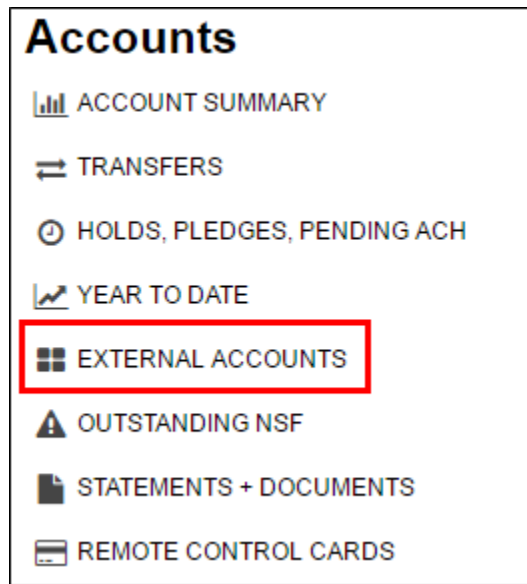 Accounts
ACCOUNT SUMMARY
TRANSFERS
HOLDS, PLEDGES, PENDING ACH
YEAR TO DATE
EXTERNAL ACCOUNTS
OUTSTANDING NSF
STATEMENTS + DOCUMENTS
REMOTE CONTROL CARDS